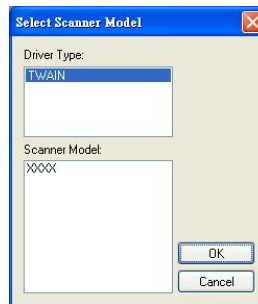 Select Scanner Model
Driver Type:
TWAIN
Scanner Model:
XXXX
OK
Cancel